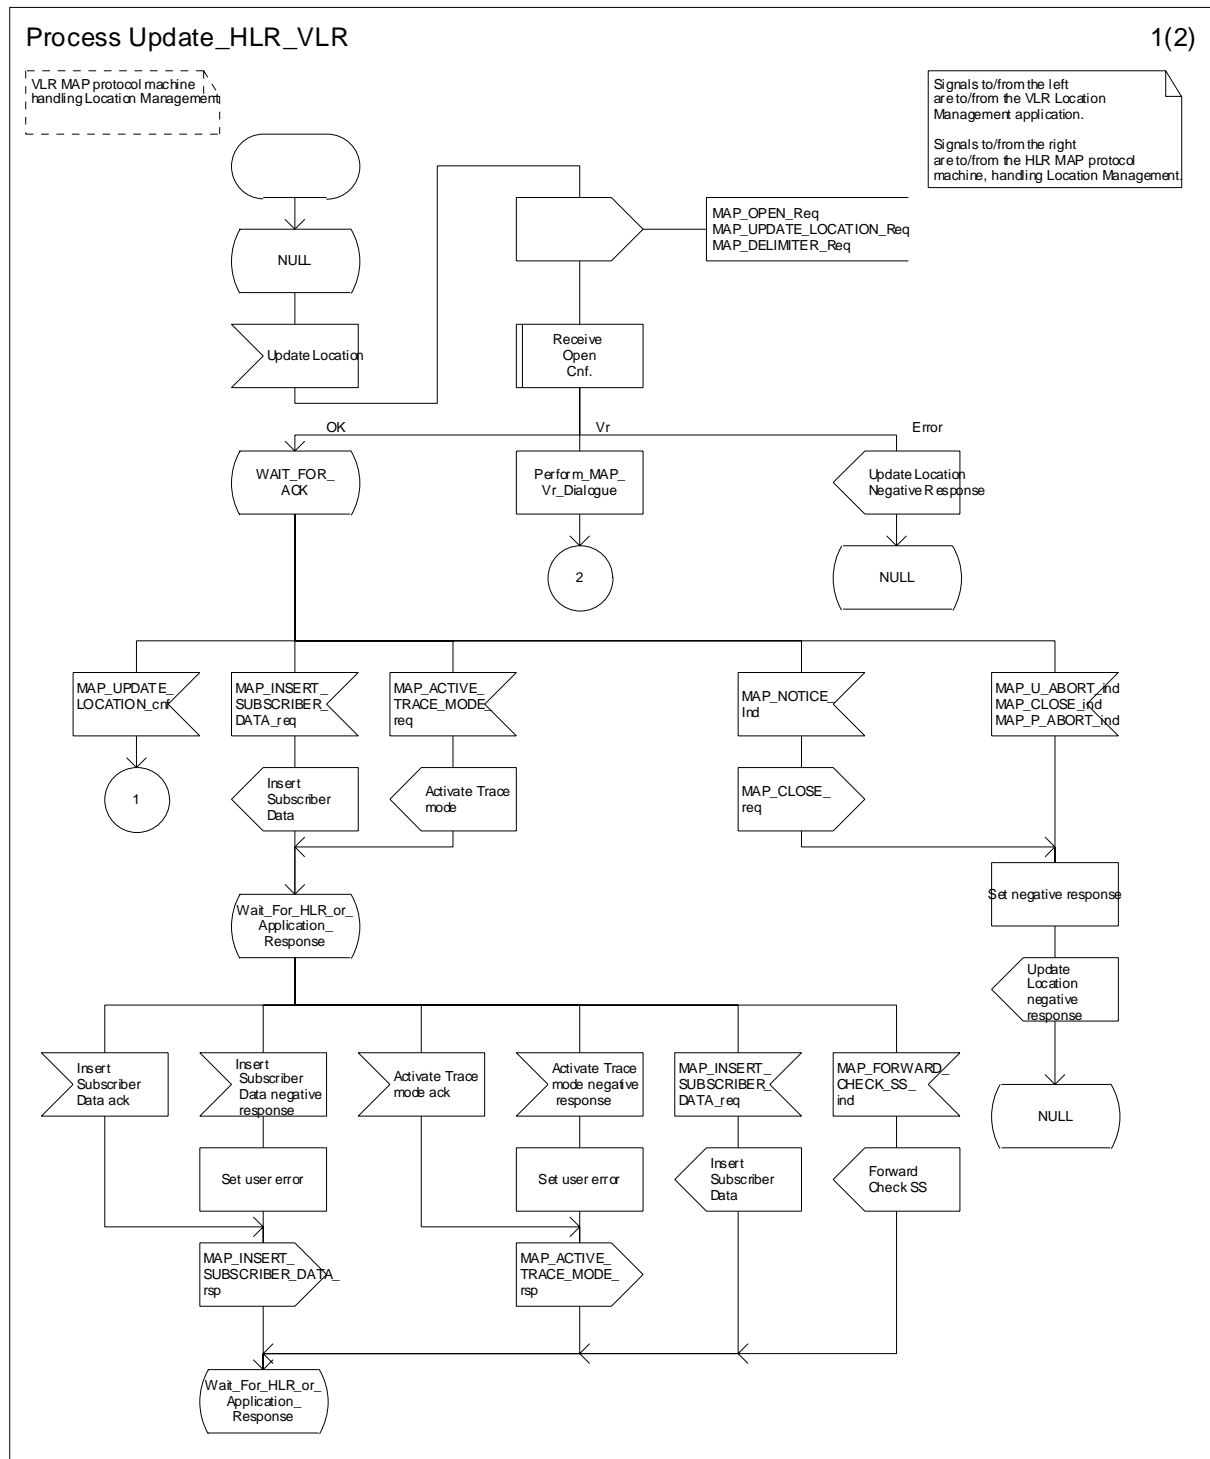 Process Update_HLR_VLR
1(2)
VLR MAP protocol machine
handling Location Management
Signals to/from the left
are to/from the VLR Location
Management application.
Signals to/from the right
are to/from the HLR MAP protocol
machine, handling Location Management.
MAP_OPEN_Req
MAP_UPDATE_LOCATION_Req
MAP_DELIMITER_Req
NULL
Update Location
Receive
Open
Cnf.
OK
Vr
Error
WAIT_FOR_
ACK
Perform_MAP_
Vr_Dialogue
Update Location
Negative Response
2
NULL
MAP_UPDATE_
LOCATION_cnf
MAP_INSERT_
SUBSCRIBER_
DATA_req
MAP_ACTIVE_
TRACE_MODE_
req
MAP_NOTICE_
Ind
MAP_U_ABORT_ind
MAP_CLOSE_ind
MAP_P_ABORT_ind
1
Insert
Subscriber
Data
Activate Trace
mode
MAP_CLOSE_
req
Set negative response
Wait_For_HLR_or_
Application_
Response
Update
Location
negative
response
Insert
Subscriber
Data ack
Insert
Subscriber
Data negative
response
Activate Trace
mode ack
Activate Trace
mode negative
response
MAP_INSERT_
SUBSCRIBER_
DATA_req
MAP_FORWARD_
CHECK_SS_
ind
NULL
Set user error
Set user error
Insert
Subscriber
Data
Forward
Check SS
MAP_INSERT_
SUBSCRIBER_DATA_
rsp
MAP_ACTIVE_
TRACE_MODE_
rsp
Wait_For_HLR_or_
Application_
Response